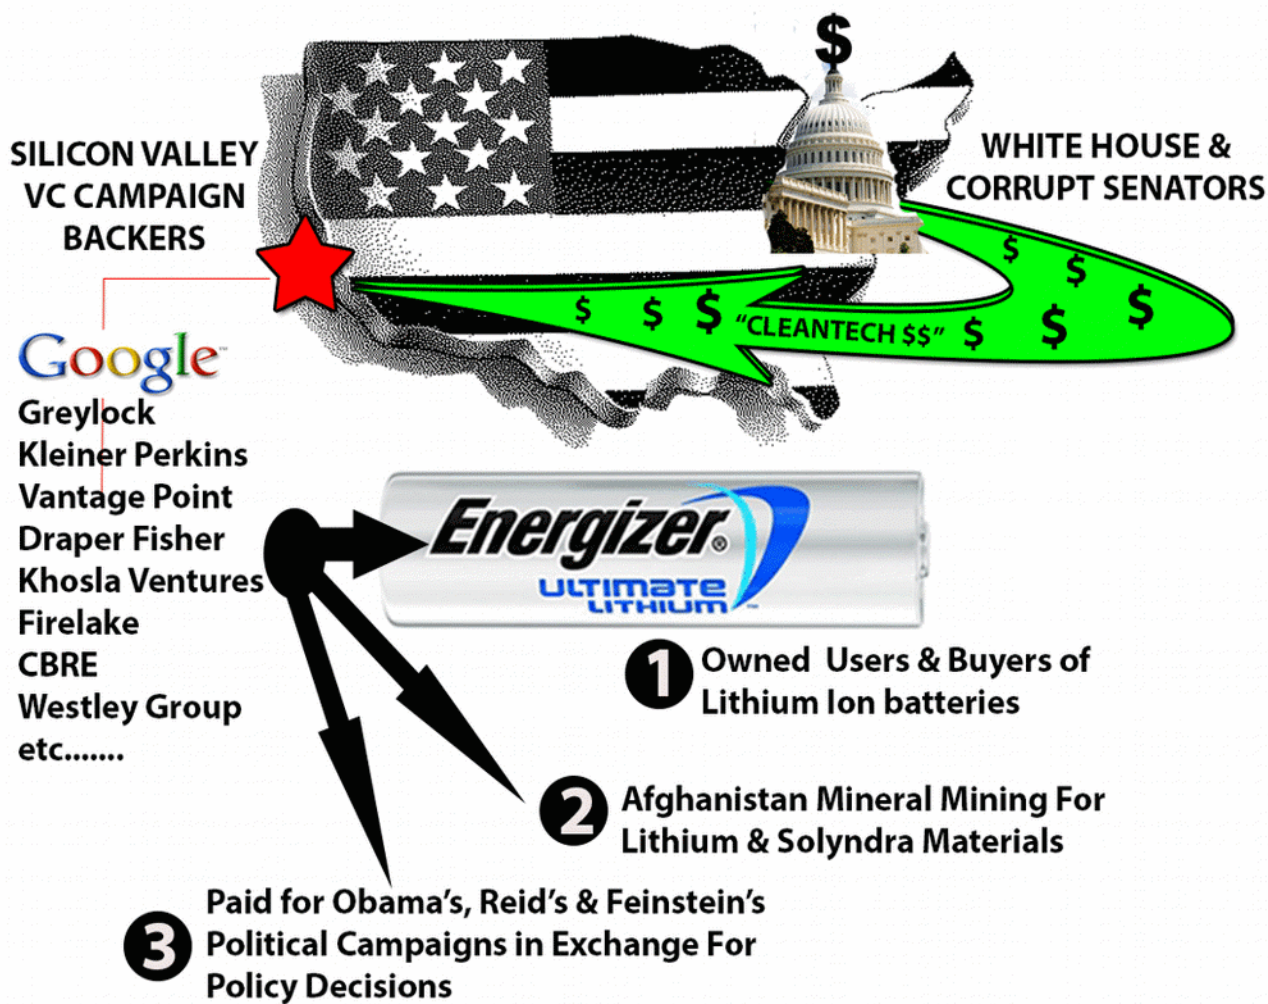 $
SILICON VALLEY
VC CAMPAIGN
BACKERS
WHITE HOUSE &
CORRUPT SENATORS
$ $ $ "CLEANTECH $$" $ $ $ $ $
Google™
Greylock
Kleiner Perkins
Vantage Point
Draper Fisher
Khosla Ventures
Firelake
CBRE
Westley Group
etc.......
Energizer®
ULTIMATE
LITHIUM™
1 Owned Users & Buyers of
Lithium Ion batteries
2 Afghanistan Mineral Mining For
Lithium & Solyndra Materials
3 Paid for Obama's, Reid's & Feinstein's
Political Campaigns in Exchange For
Policy Decisions